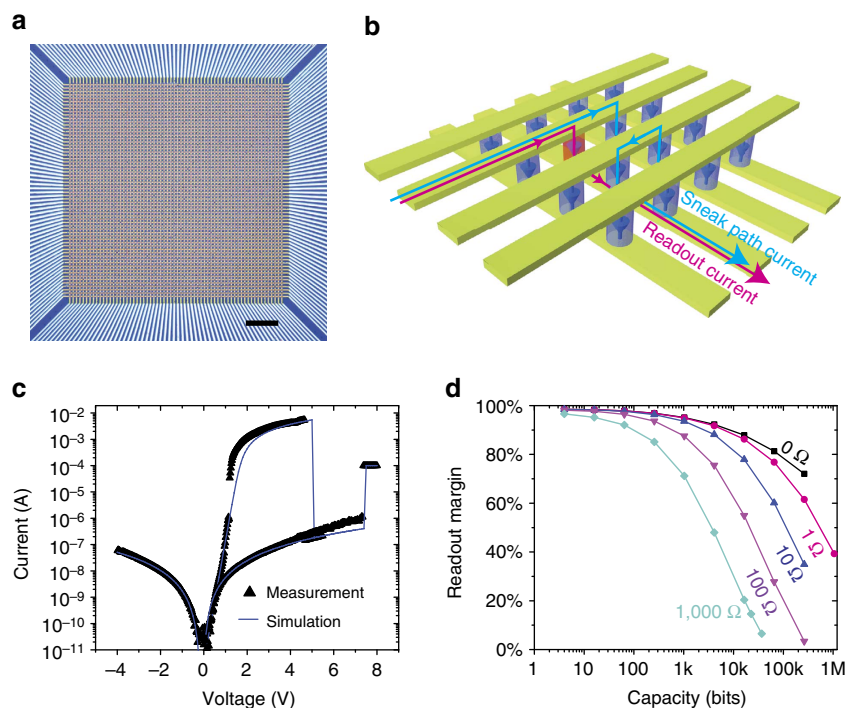 a
b
Sneak path current
Readout current
c
10⁻²
10⁻³
10⁻⁴
10⁻⁵
10⁻⁶
10⁻⁷
10⁻⁸
10⁻⁹
10⁻¹⁰
10⁻¹¹
Current (A)
Measurement
Simulation
−4 −2 0 2 4 6 8
Voltage (V)
d
100%
80%
60%
40%
20%
0%
Readout margin
0 Ω
1 Ω
10 Ω
100 Ω
1,000 Ω
1 10 100 1k 10k 100k 1M
Capacity (bits)